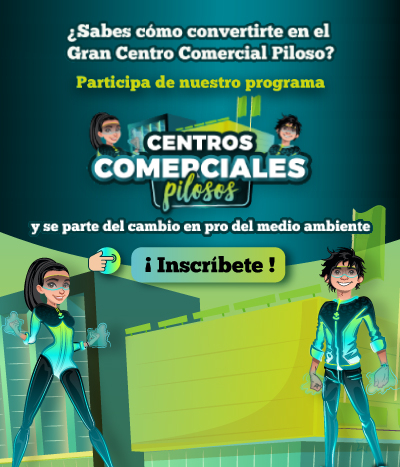 ¿Sabes cómo convertirte en el
Gran Centro Comercial Piloso?
Participa de nuestro programa
CENTROS
COMERCIALES
pilosos
y se parte del cambio en pro del medio ambiente
¡ Inscríbete !